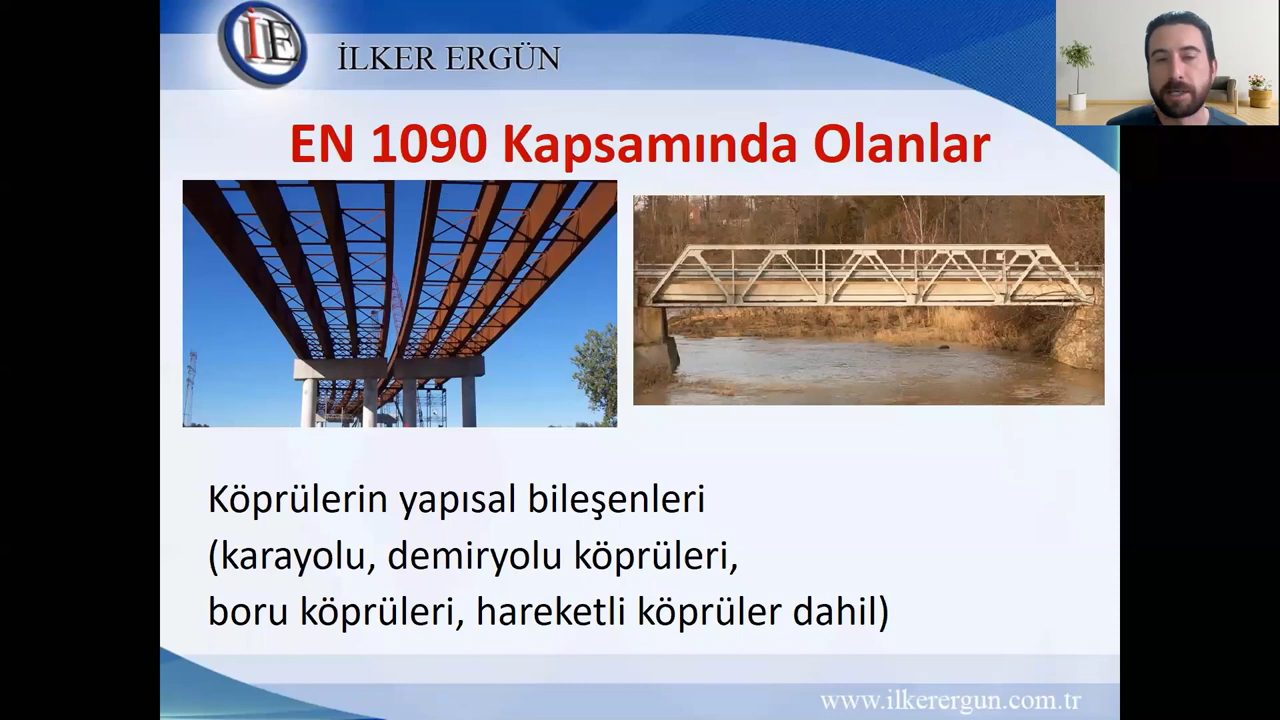 İE
İLKER ERGÜN
EN 1090 Kapsamında Olanlar
Köprülerin yapısal bileşenleri
(karayolu, demiryolu köprüleri,
boru köprüleri, hareketli köprüler dahil)
www.ilkerergun.com.tr